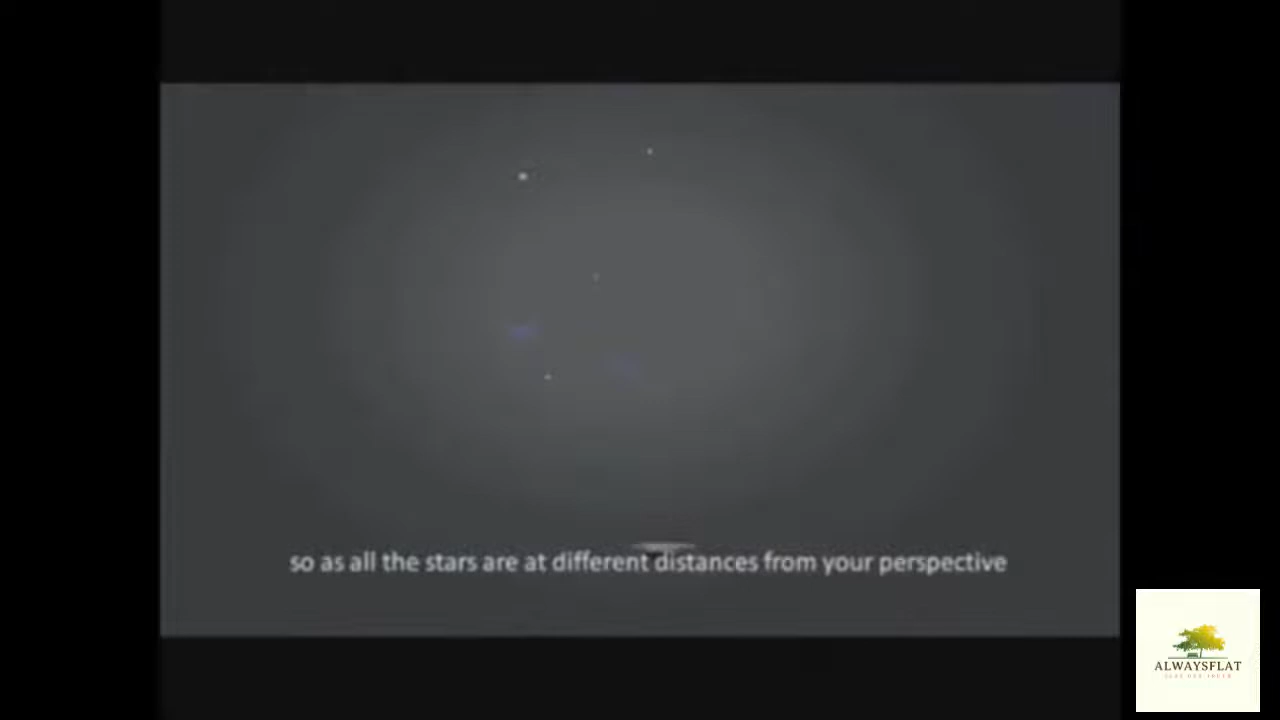 so as all the stars are at different distances from your perspective
ALWAYSFLAT